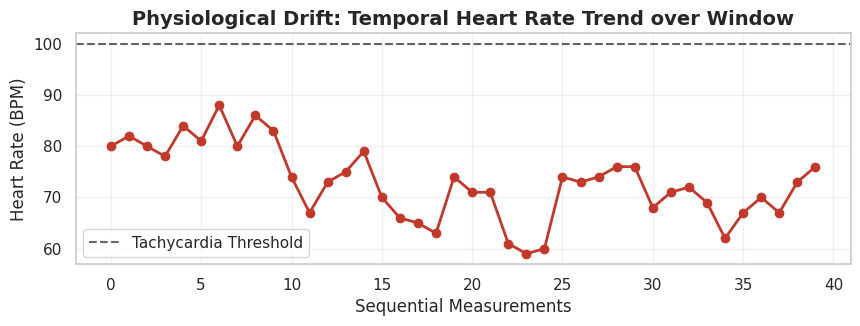 Physiological Drift: Temporal Heart Rate Trend over Window
Heart Rate (BPM)
100
90
80
70
60
Tachycardia Threshold
0 5 10 15 20 25 30 35 40
Sequential Measurements